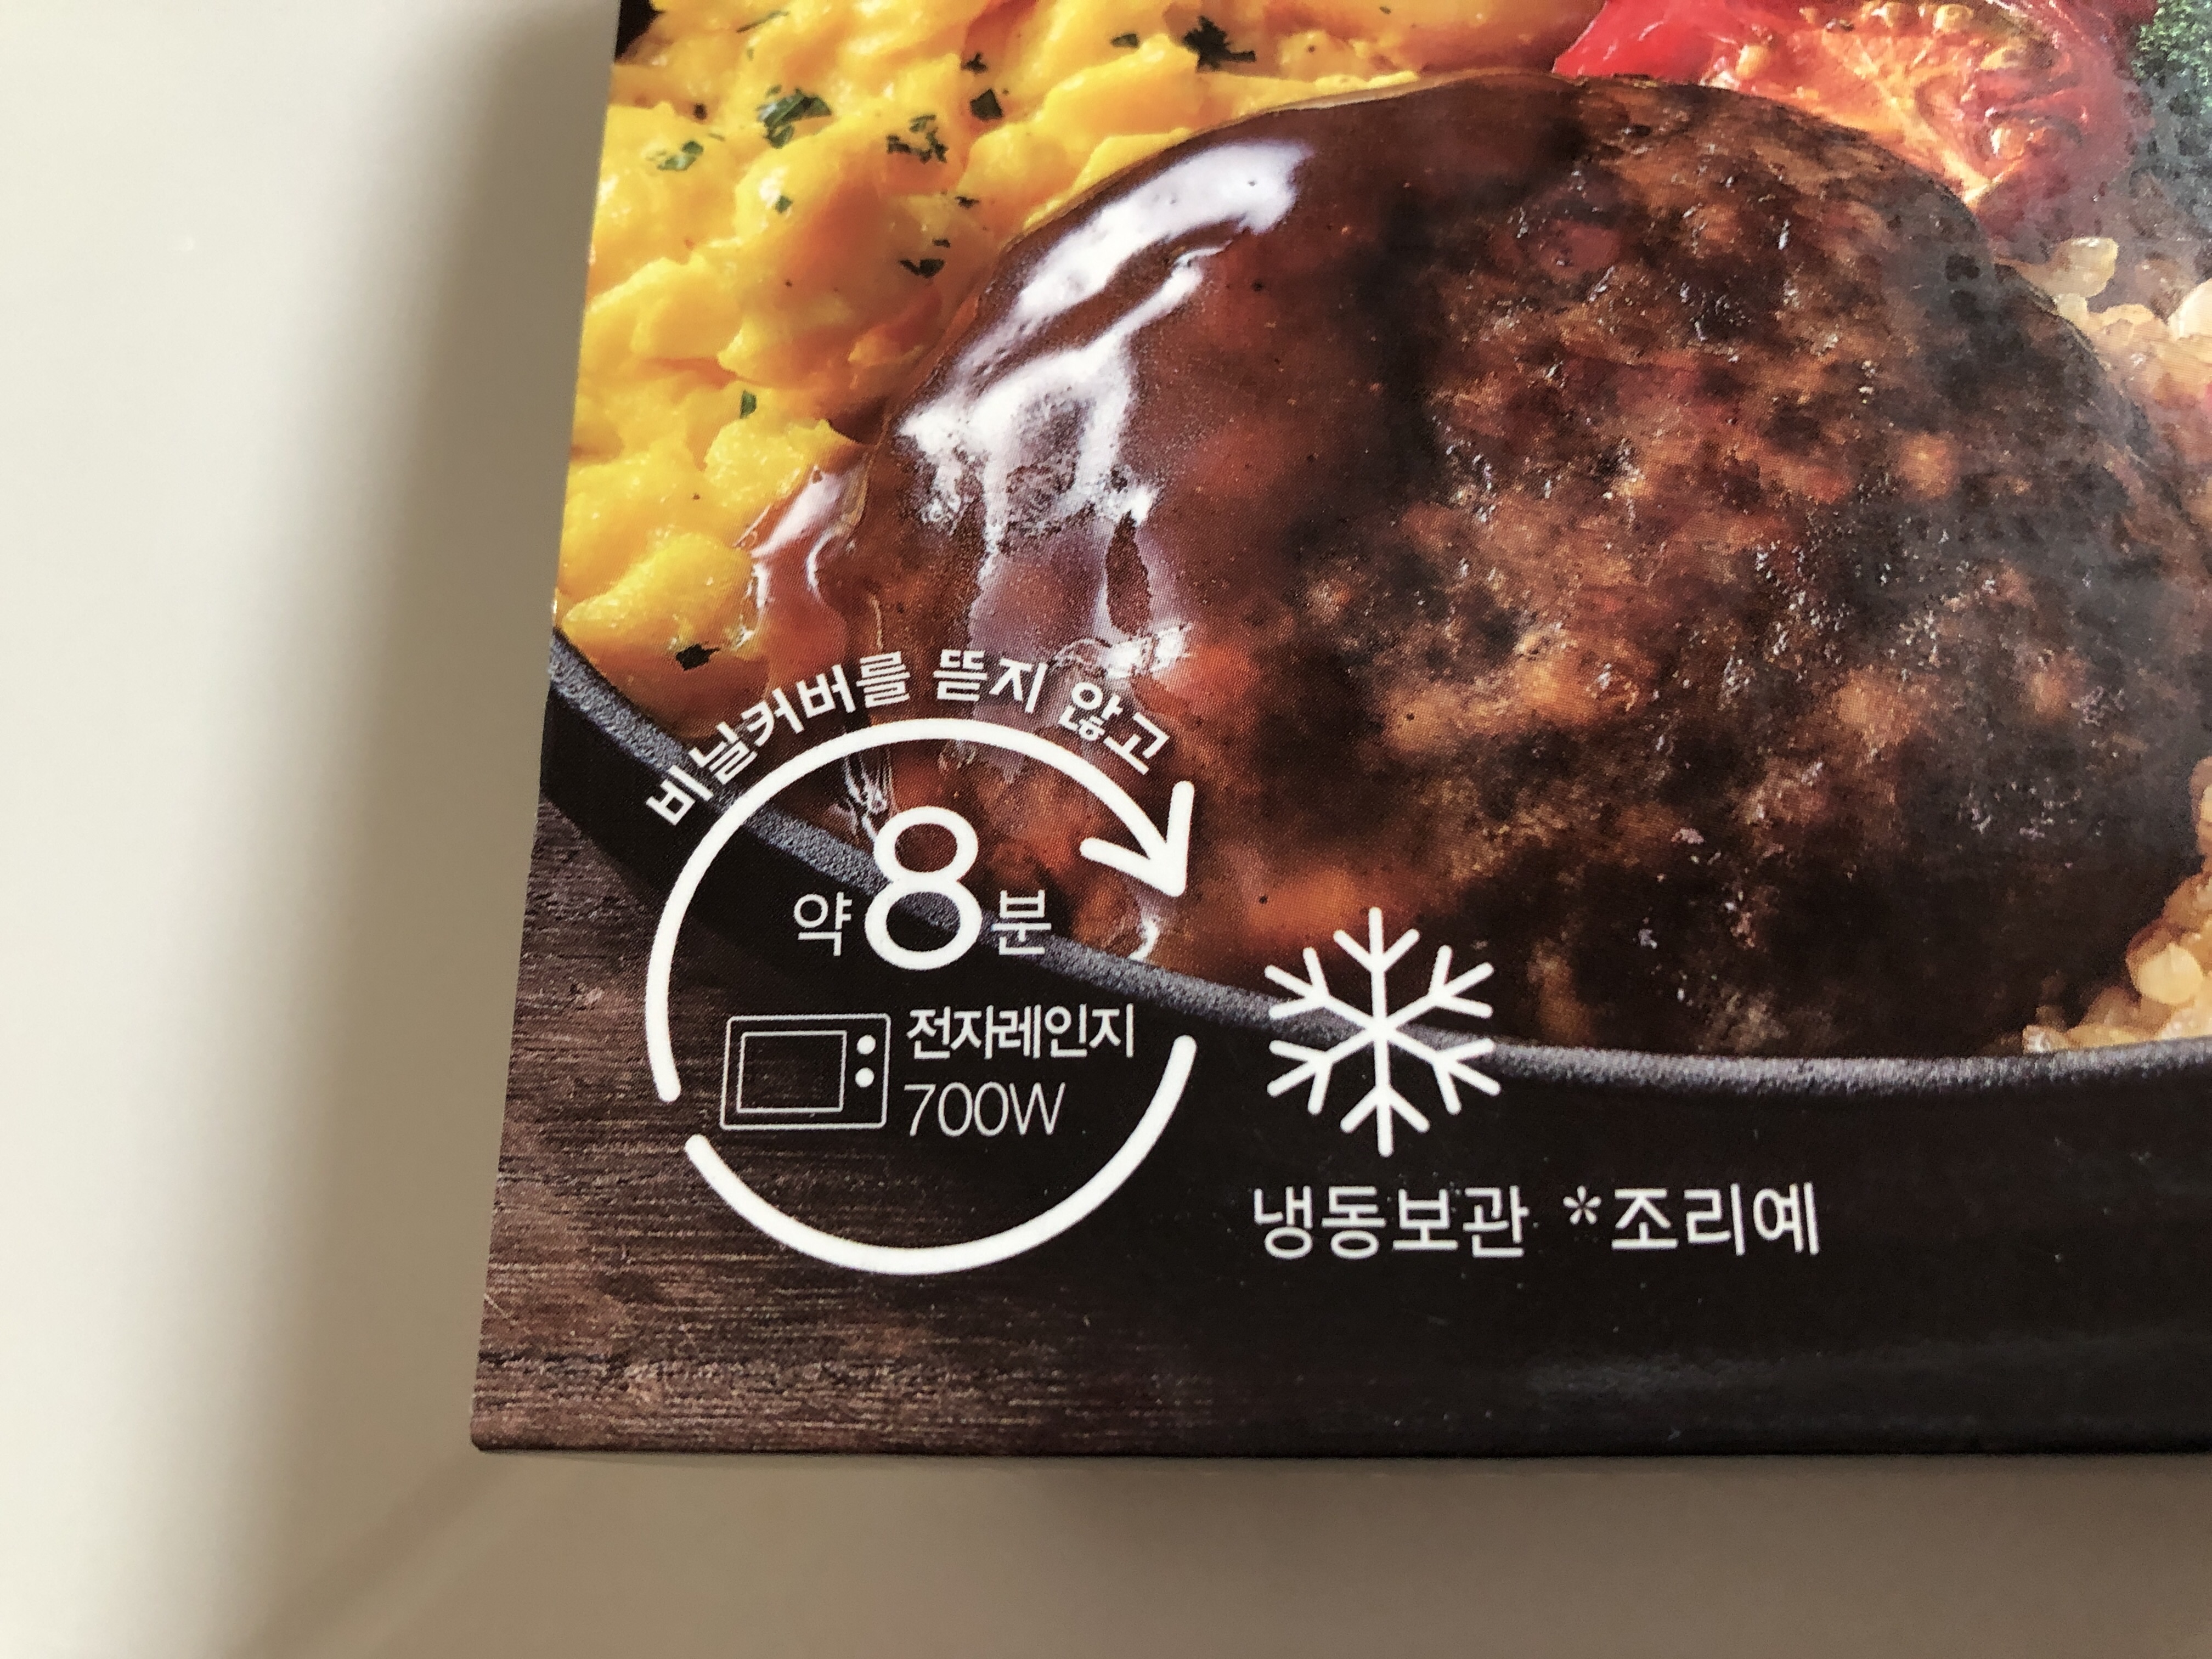 비닐커버를 뜯지 않고
약 8분
전자레인지
700W
냉동보관 *조리예